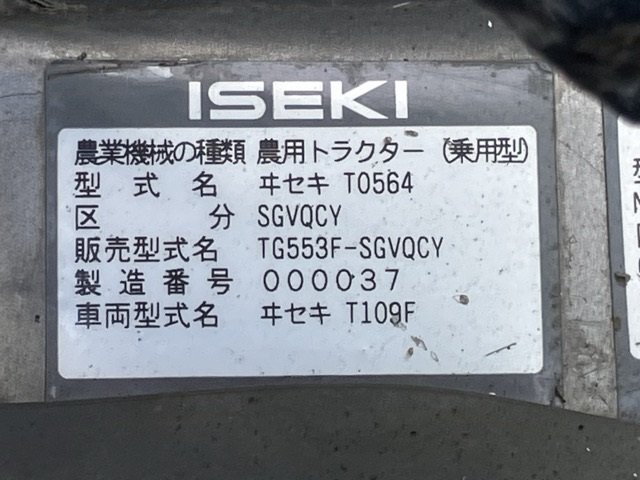 ISEKI
農業機械の種類 農用トラクター (乗用型)
型式名 ヰセキ T0564
区分 SGVQCY
販売型式名 TG553F-SGVQCY
製造番号 000037
車両型式名 ヰセキ T109F